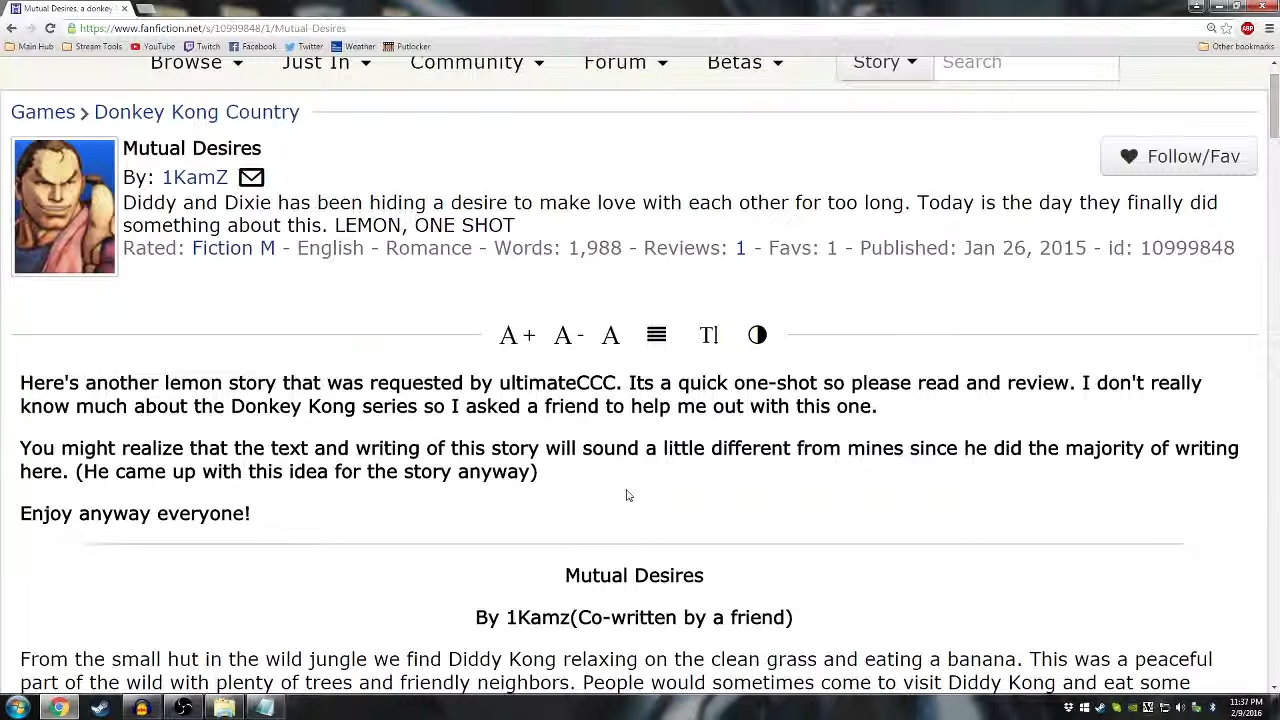 Mutual Desires, a donkey
https://www.fanfiction.net/s/10999848/1/Mutual-Desires
ABP
Main Hub Stream Tools YouTube Twitch Facebook Twitter Weather Putlocker Other bookmarks
Browse Just In Community Forum Betas Story Search
Games Donkey Kong Country
Mutual Desires
Follow/Fav
By: 1KamZ
Diddy and Dixie has been hiding a desire to make love with each other for too long. Today is the day they finally did
something about this. LEMON, ONE SHOT
Rated: Fiction M - English - Romance - Words: 1,988 - Reviews: 1 - Favs: 1 - Published: Jan 26, 2015 - id: 10999848
A+ A- A T
Here's another lemon story that was requested by ultimateCCC. Its a quick one-shot so please read and review. I don't really
know much about the Donkey Kong series so I asked a friend to help me out with this one.
You might realize that the text and writing of this story will sound a little different from mines since he did the majority of writing
here. (He came up with this idea for the story anyway)
Enjoy anyway everyone!
Mutual Desires
By 1Kamz(Co-written by a friend)
From the small hut in the wild jungle we find Diddy Kong relaxing on the clean grass and eating a banana. This was a peaceful
part of the wild with plenty of trees and friendly neighbors. People would sometimes come to visit Diddy Kong and eat some
11:37 PM
2/9/2016